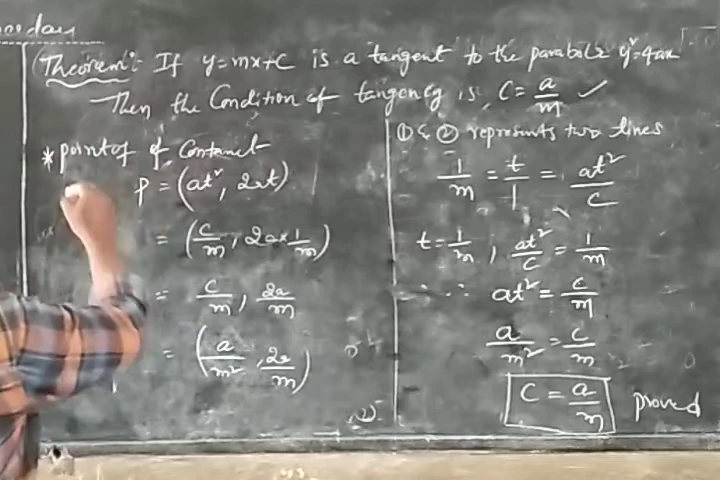 Theorem: If y=mx+c is a tangent to the parabola y²=4ax
Then the Condition of tangency is, C = a/m ✓
* point of of Contanct
P = (at², 2at)
= (c/m, 2a×1/m)
= c/m, 2a/m
= (a/m², 2a/m)
① & ② represents two lines
1/m = t/1 = at²/c
t=1/m, at²/c = 1/m
∴ at² = c/m
a/m² = c/m
C = a/m proved